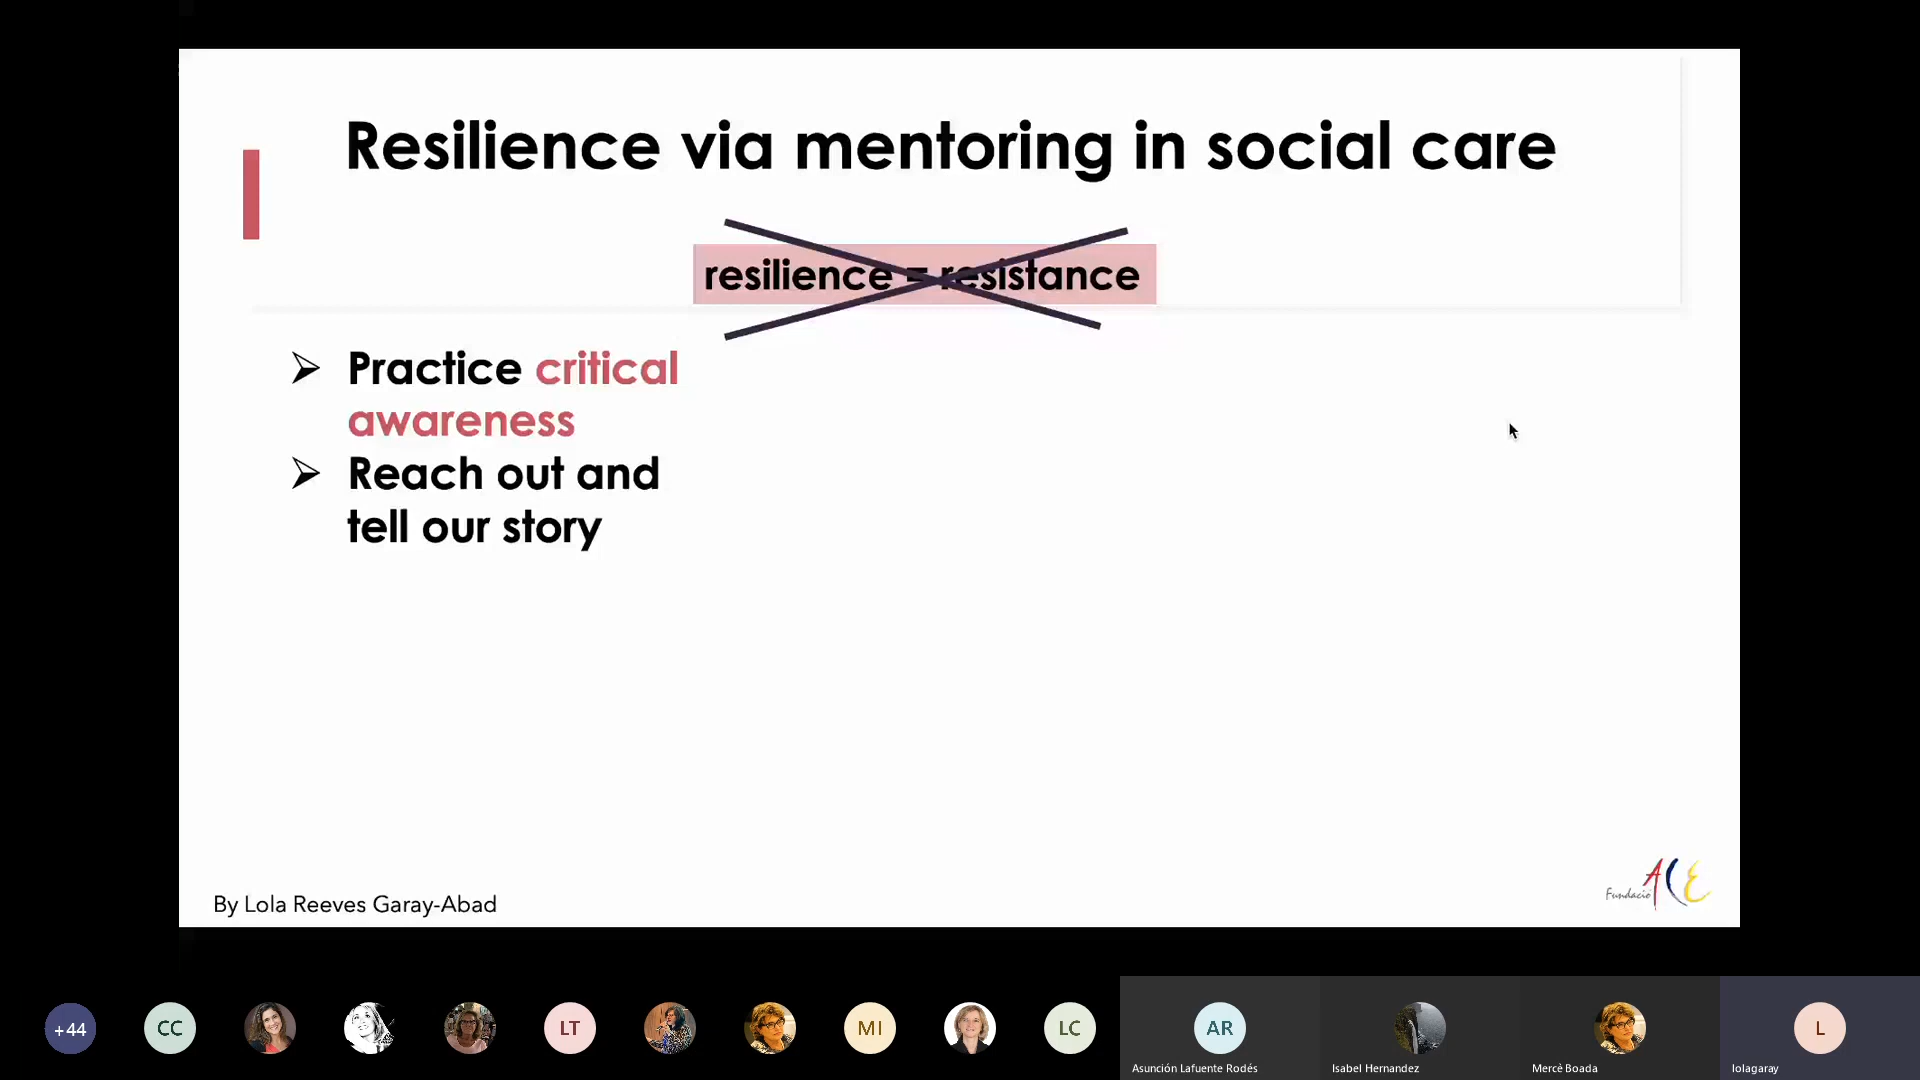 Resilience via mentoring in social care
resilience = resistance
➢ Practice critical
awareness
➢ Reach out and
tell our story
By Lola Reeves Garay-Abad
Fundació ACE
+44
CC
LT
MI
LC
AR
L
Asunción Lafuente Rodés
Isabel Hernandez
Mercè Boada
lolagaray